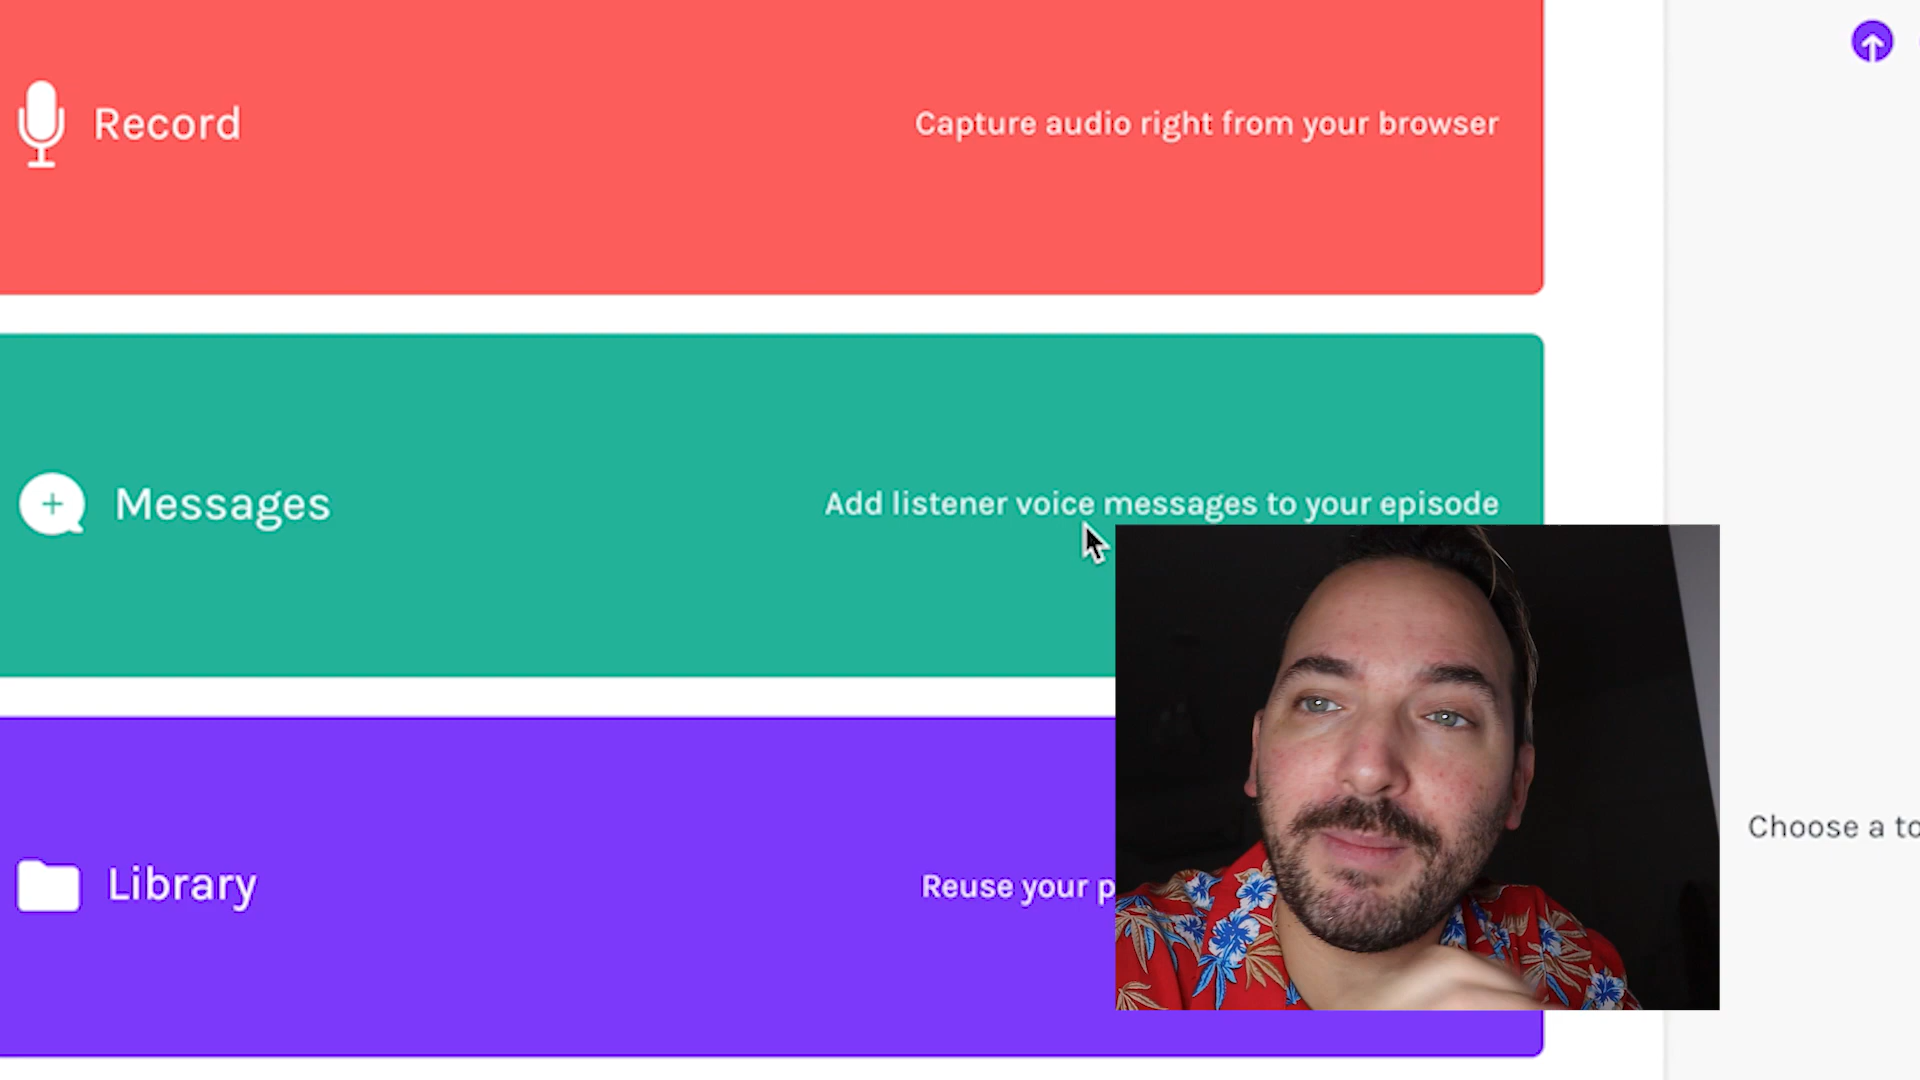 Record
Capture audio right from your browser
Messages
Add listener voice messages to your episode
Library
Reuse your
Choose a